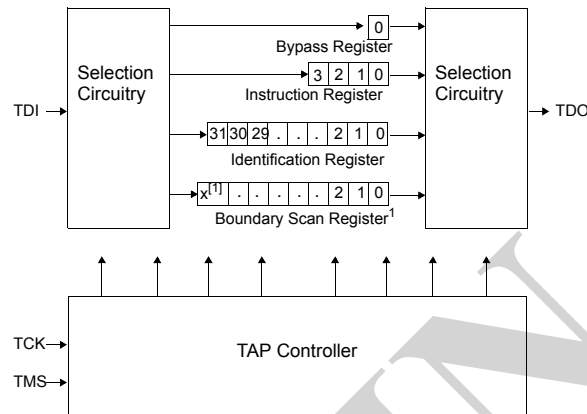 0
Bypass Register
Selection
Circuitry
3 2 1 0
Instruction Register
Selection
Circuitry
TDI
TDO
31 30 29 . . . 2 1 0
Identification Register
x[1] . . . . . 2 1 0
Boundary Scan Register1
TCK
TMS
TAP Controller